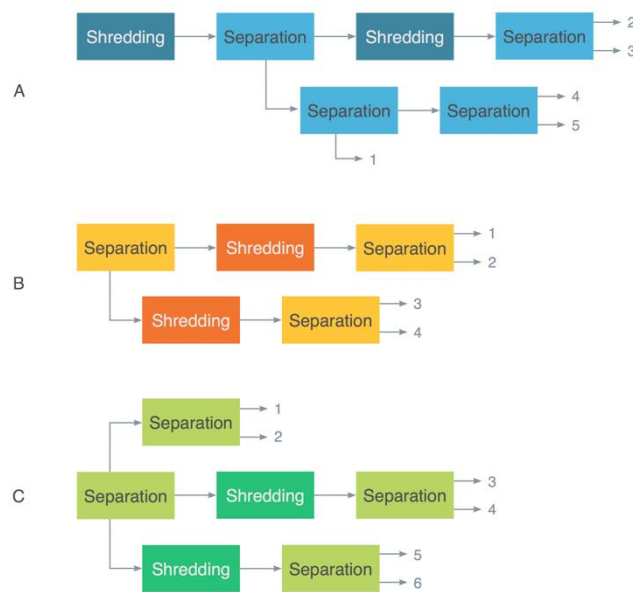 Shredding Separation Shredding Separation 2
3
A
Separation Separation 4
5
1
Separation Shredding Separation 1
2
B
Shredding Separation 3
4
Separation 1
2
C Separation Shredding Separation 3
4
Shredding Separation 5
6